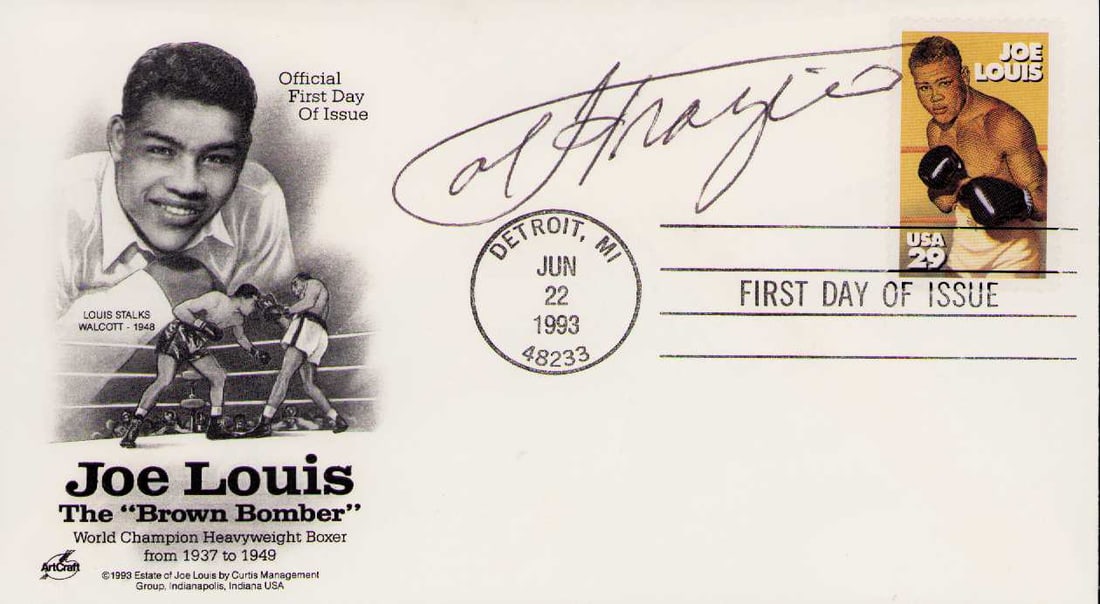 Official
First Day
Of Issue
Joe Frazier
JOE
LOUIS
USA
29
DETROIT, MI
JUN
22
1993
48233
FIRST DAY OF ISSUE
LOUIS STALKS
WALCOTT - 1948
Joe Louis
The “Brown Bomber”
World Champion Heavyweight Boxer
from 1937 to 1949
ArtCraft
©1993 Estate of Joe Louis by Curtis Management
Group, Indianapolis, Indiana USA